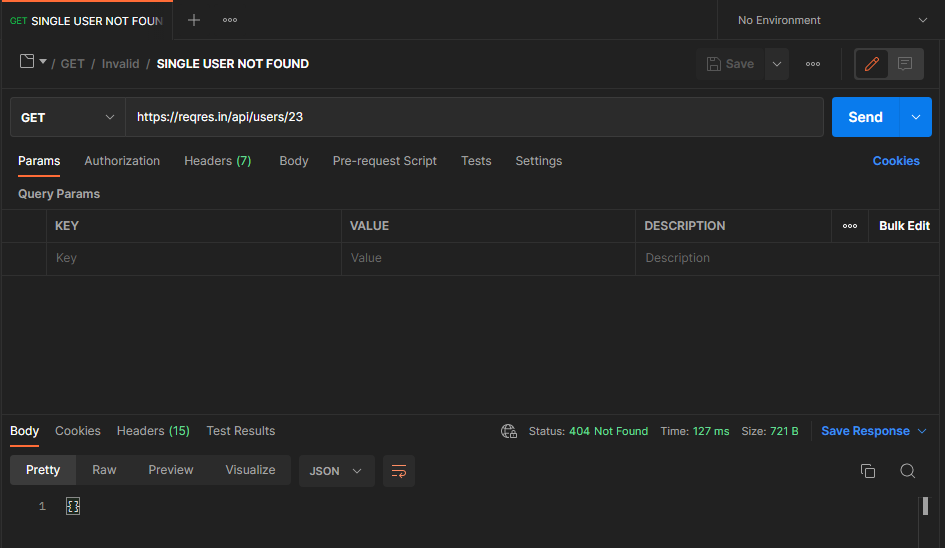 GET SINGLE USER NOT FOUN
No Environment
/ GET / Invalid / SINGLE USER NOT FOUND
Save
GET
https://reqres.in/api/users/23
Send
Params Authorization Headers (7) Body Pre-request Script Tests Settings Cookies
Query Params
KEY VALUE DESCRIPTION Bulk Edit
Key Value Description
Body Cookies Headers (15) Test Results Status: 404 Not Found Time: 127 ms Size: 721 B Save Response
Pretty Raw Preview Visualize JSON
1 {}